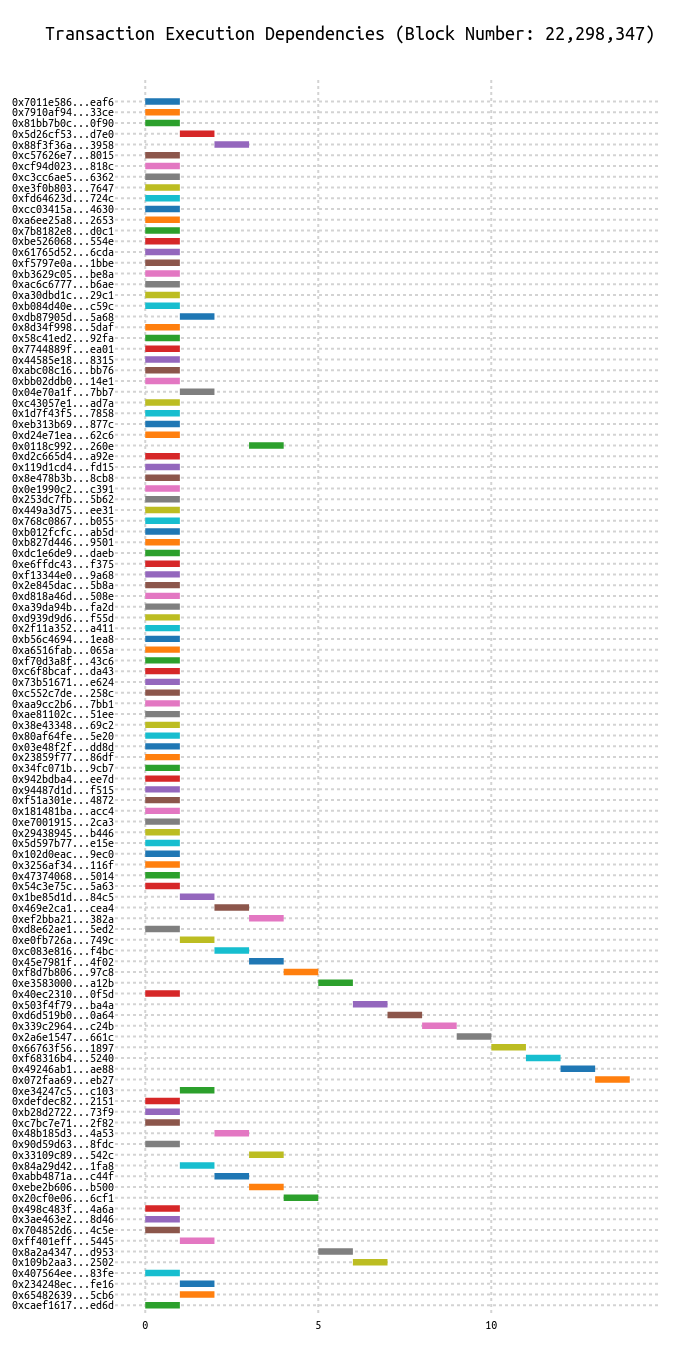 Transaction Execution Dependencies (Block Number: 22,298,347)
0x7011e586...eaf6
0x7910af94...33ce
0x81bb7b0c...0f90
0x5d26cf53...d7e0
0x88f3f36a...3958
0xc57626e7...8015
0xcf94d023...818c
0xc3cc6ae5...6362
0xe3f0b803...7647
0xfd64623d...724c
0xcc03415a...4630
0xa6ee25a8...2653
0x7b8182e8...d0c1
0xbe526068...554e
0x61765d52...6cda
0xf5797e0a...1bbe
0xb3629c05...be8a
0xac6c6777...b6ae
0xa30dbd1c...29c1
0xb084d40e...c59c
0xdb87905d...5a68
0x8d34f998...5daf
0x58c41ed2...92fa
0x7744889f...ea01
0x44585e18...8315
0xabc08c16...bb76
0xbb02ddb0...14e1
0x04e70a1f...7bb7
0xc43057e1...ad7a
0x1d7f43f5...7858
0xeb313b69...877c
0xd24e71ea...62c6
0x0118c992...260e
0xd2c665d4...a92e
0x119d1cd4...fd15
0x8e478b3b...8cb8
0x0e1990c2...c391
0x253dc7fb...5b62
0x449a3d75...ee31
0x768c0867...b055
0xb012fcfc...ab5d
0xb827d446...9501
0xdc1e6de9...daeb
0xe6ffdc43...f375
0xf13344e0...9a68
0x2e845dac...5b8a
0xd818a46d...508e
0xa39da94b...fa2d
0xd939d9d6...f55d
0x2f11a352...a411
0xb56c4694...1ea8
0xa6516fab...065a
0xf70d3a8f...43c6
0xc6f8bcaf...da43
0x73b51671...e624
0xc552c7de...258c
0xaa9cc2b6...7bb1
0xae81102c...51ee
0x38e43348...69c2
0x80af64fe...5e20
0x03e48f2f...dd8d
0x23859f77...86df
0x34fc071b...9cb7
0x942bdba4...ee7d
0x94487d1d...f515
0xf51a301e...4872
0x181481ba...acc4
0xe7001915...2ca3
0x29438945...b446
0x5d597b77...e15e
0x102d0eac...9ec0
0x3256af34...116f
0x47374068...5014
0x54c3e75c...5a63
0x1be85d1d...84c5
0x469e2ca1...cea4
0xef2bba21...382a
0xd8e62ae1...5ed2
0xe0fb726a...749c
0xc083e816...f4bc
0x45e7981f...4f02
0xf8d7b806...97c8
0xe3583000...a12b
0x40ec2310...0f5d
0x503f4f79...ba4a
0xd6d519b0...0a64
0x339c2964...c24b
0x2a6e1547...661c
0x66763f56...1897
0xf68316b4...5240
0x49246ab1...ae88
0x072faa69...eb27
0xe34247c5...c103
0xdefdec82...2151
0xb28d2722...73f9
0xc7bc7e71...2f82
0x48b185d3...4a53
0x90d59d63...8fdc
0x33109c89...542c
0x84a29d42...1fa8
0xabb4871a...c44f
0xebe2b606...b500
0x20cf0e06...6cf1
0x498c483f...4a6a
0x3ae463e2...8d46
0x704852d6...4c5e
0xff401eff...5445
0x8a2a4347...d953
0x109b2aa3...2502
0x407564ee...83fe
0x234248ec...fe16
0x65482639...5cb6
0xcaef1617...ed6d
0 5 10